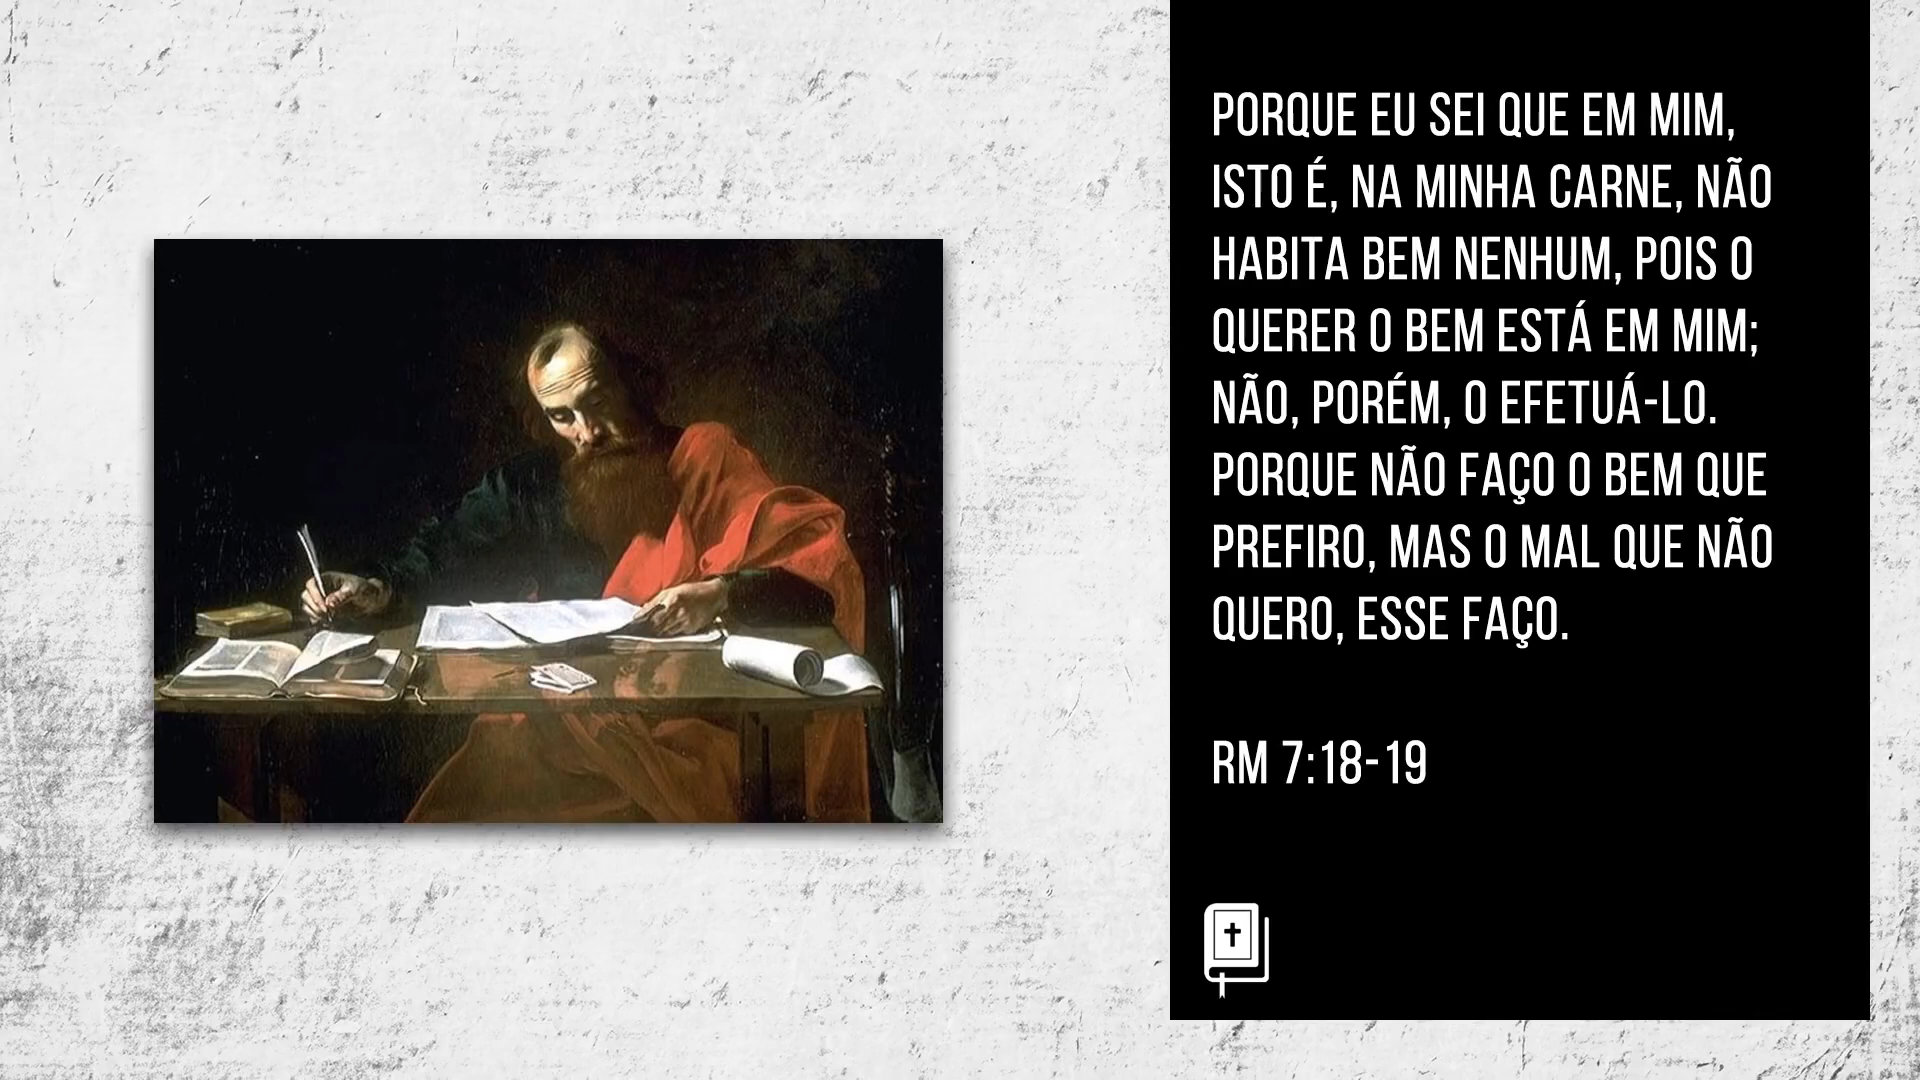 PORQUE EU SEI QUE EM MIM,
ISTO É, NA MINHA CARNE, NÃO
HABITA BEM NENHUM, POIS O
QUERER O BEM ESTÁ EM MIM;
NÃO, PORÉM, O EFETUÁ-LO.
PORQUE NÃO FAÇO O BEM QUE
PREFIRO, MAS O MAL QUE NÃO
QUERO, ESSE FAÇO.
RM 7:18-19